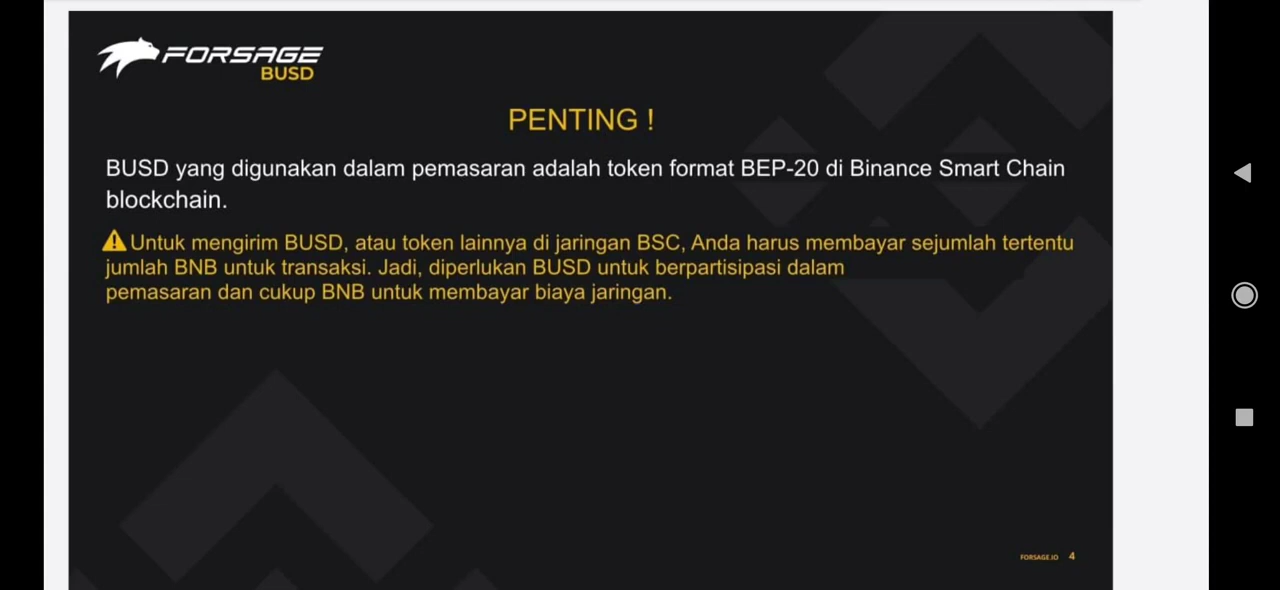 FORSAGE
BUSD
PENTING !
BUSD yang digunakan dalam pemasaran adalah token format BEP-20 di Binance Smart Chain
blockchain.
Untuk mengirim BUSD, atau token lainnya di jaringan BSC, Anda harus membayar sejumlah tertentu
jumlah BNB untuk transaksi. Jadi, diperlukan BUSD untuk berpartisipasi dalam
pemasaran dan cukup BNB untuk membayar biaya jaringan.
FORSAGE.IO 4